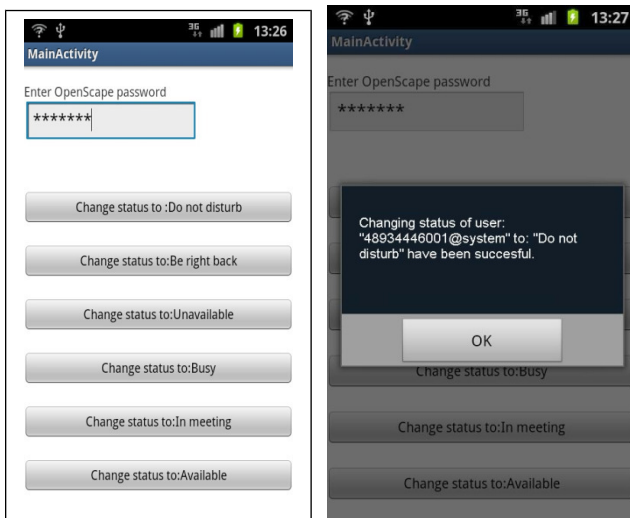 3G 13:26
MainActivity
Enter OpenScape password
*******
Change status to :Do not disturb
Change status to:Be right back
Change status to:Unavailable
Change status to:Busy
Change status to:In meeting
Change status to:Available
3G 13:27
MainActivity
Enter OpenScape password
*******
Changing status of user:
"48934446001@system" to: "Do not
disturb" have been succesful.
OK
Change status to:Busy
Change status to:In meeting
Change status to:Available